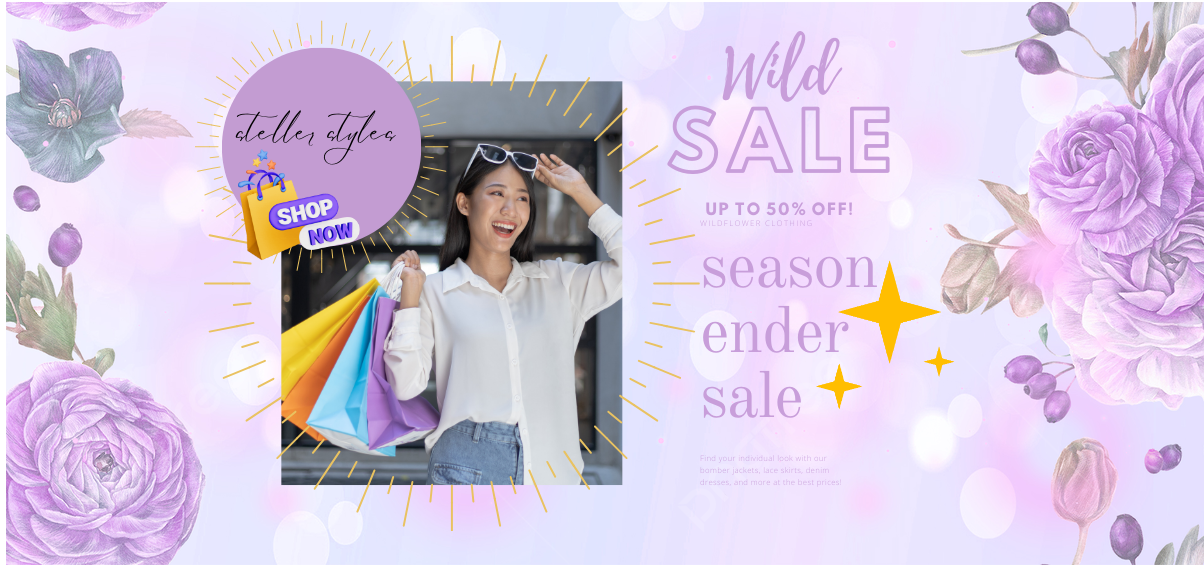 steller styles
SHOP
NOW
Wild
SALE
UP TO 50% OFF!
WILDFLOWER CLOTHING
season
ender
sale
Find your individual look with our
bomber jackets, lace skirts, denim
dresses, and more at the best prices!